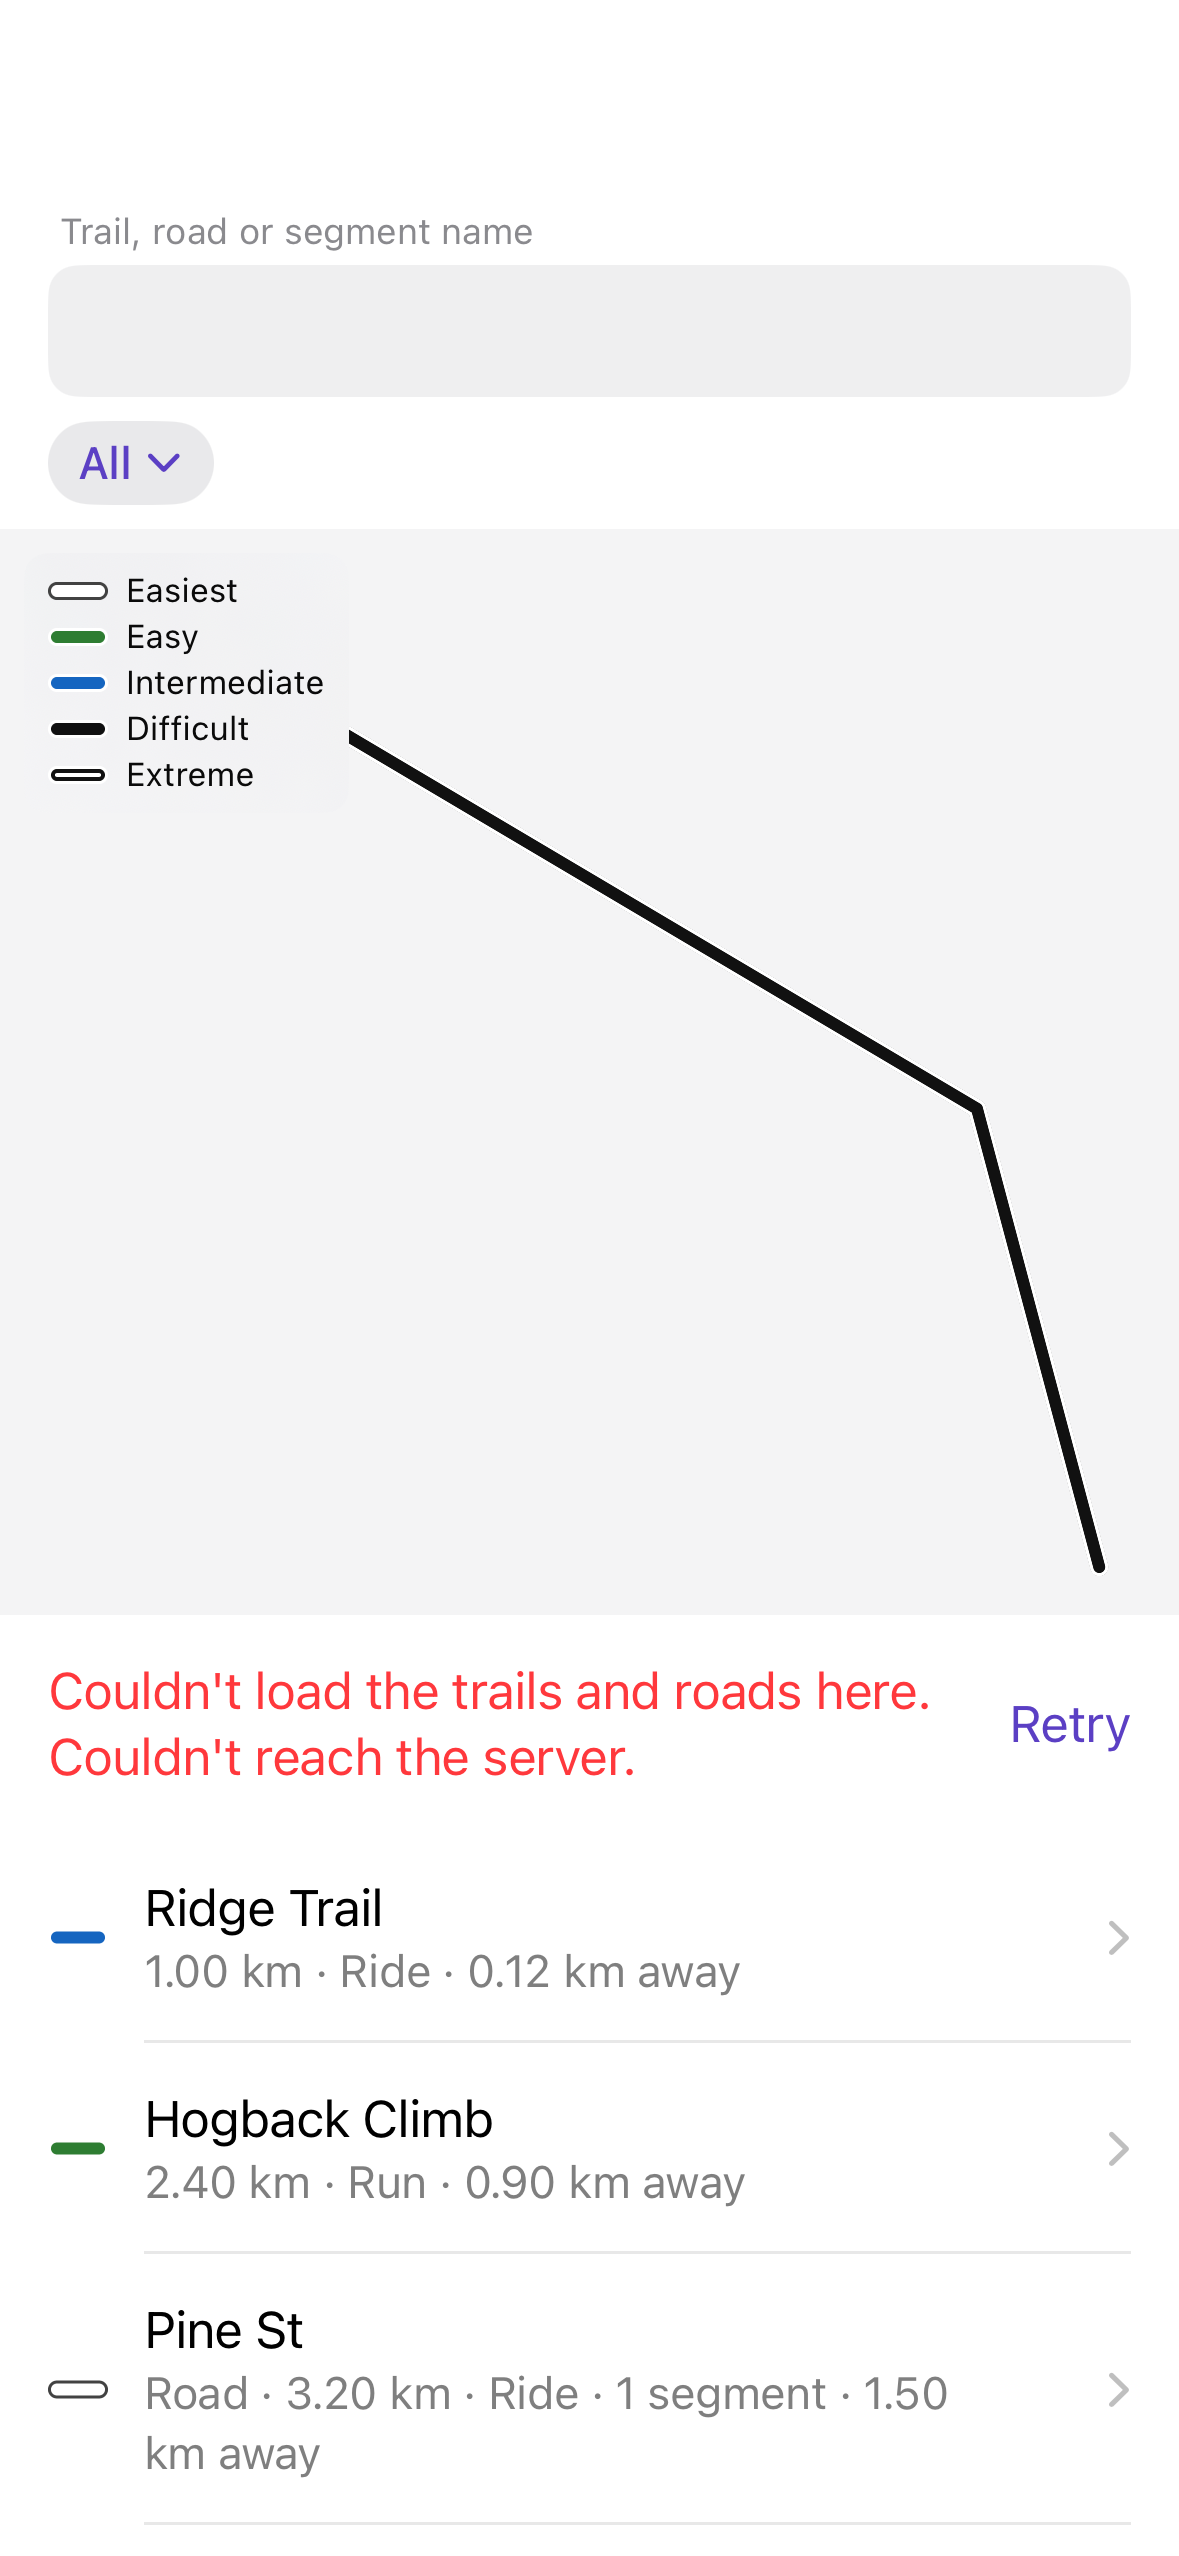 Trail, road or segment name
All
Easiest
Easy
Intermediate
Difficult
Extreme
Couldn't load the trails and roads here.
Couldn't reach the server.
Retry
Ridge Trail
1.00 km · Ride · 0.12 km away
Hogback Climb
2.40 km · Run · 0.90 km away
Pine St
Road · 3.20 km · Ride · 1 segment · 1.50
km away